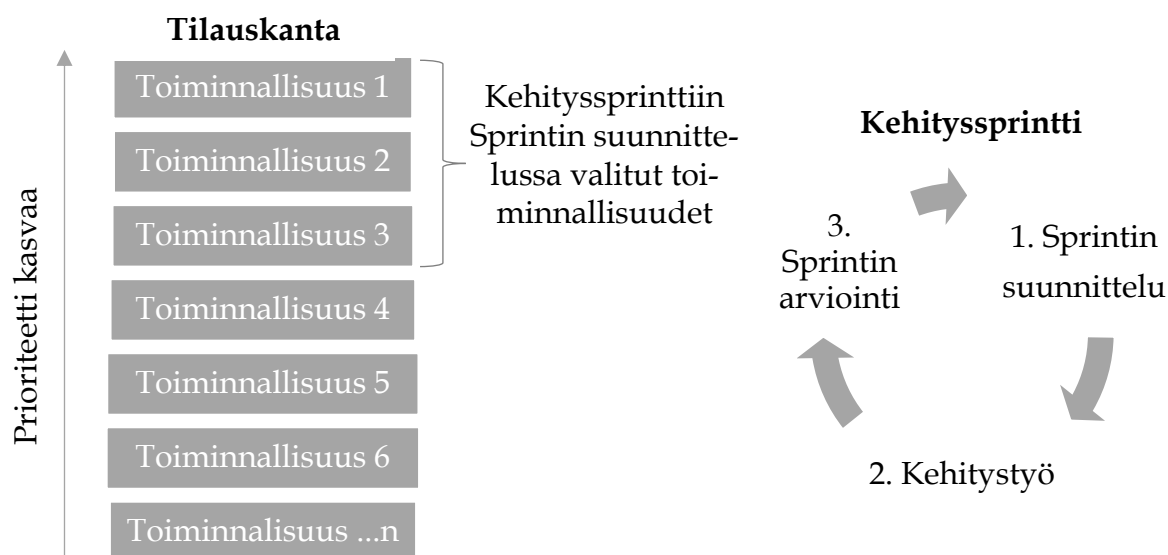 Tilauskanta
Prioriteetti kasvaa
Toiminnallisuus 1
Toiminnallisuus 2
Toiminnallisuus 3
Toiminnallisuus 4
Toiminnallisuus 5
Toiminnallisuus 6
Toiminnalisuus ...n
Kehityssprinttiin
Sprintin suunnitte-
lussa valitut toi-
minnallisuudet
Kehityssprintti
1. Sprintin
suunnittelu
2. Kehitystyö
3.
Sprintin
arviointi